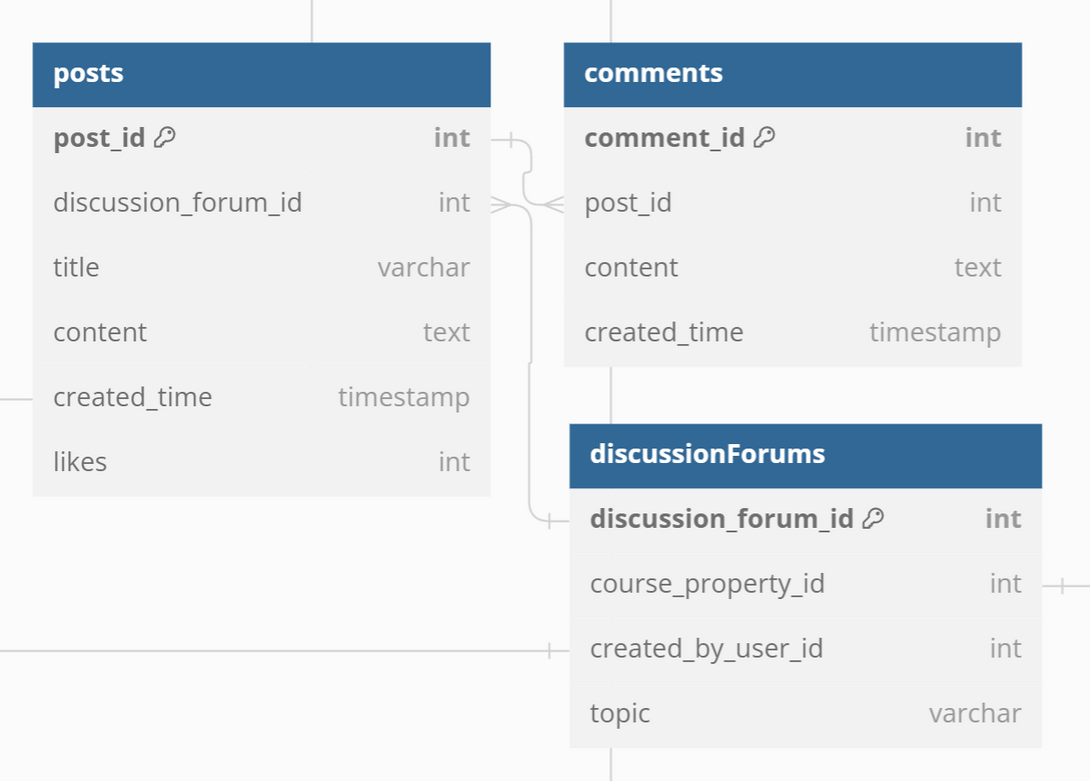 posts
post_id int
discussion_forum_id int
title varchar
content text
created_time timestamp
likes int
comments
comment_id int
post_id int
content text
created_time timestamp
discussionForums
discussion_forum_id int
course_property_id int
created_by_user_id int
topic varchar